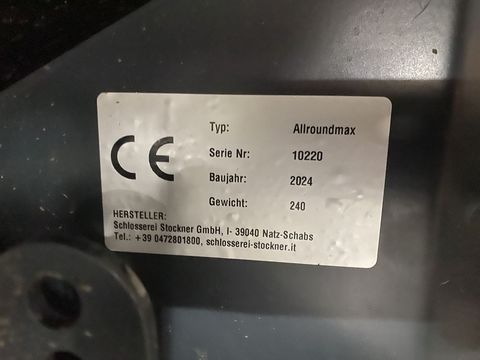 CE
Typ: Allroundmax
Serie Nr: 10220
Baujahr: 2024
Gewicht: 240
HERSTELLER:
Schlosserei Stockner GmbH, I- 39040 Natz-Schabs
Tel.: +39 0472801800, schlosserei-stockner.it